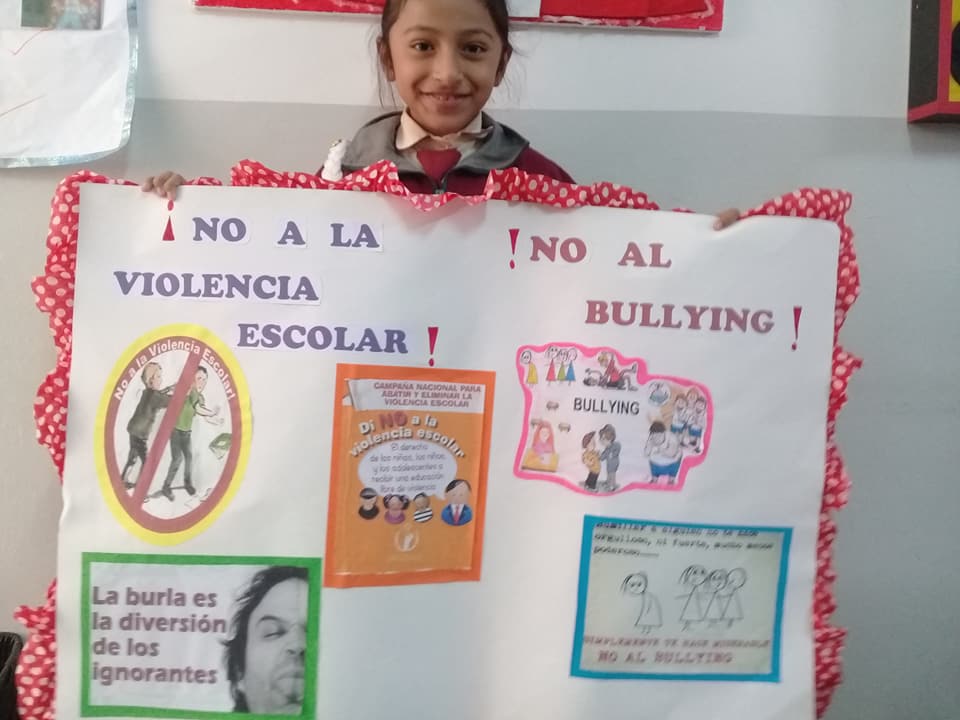 ¡ NO A LA
VIOLENCIA
ESCOLAR !
! NO AL
BULLYING !
No a la Violencia Escolar!
CAMPAÑA NACIONAL PARA
ABATIR Y ELIMINAR LA
VIOLENCIA ESCOLAR
Di NO a la
violencia escolar
El derecho
de las niñas, los niños
y los adolescentes a
recibir una educación
libre de violencia
BULLYING
La burla es
la diversión
de los
ignorantes
Humillar a alguien no te hace
orgulloso, ni fuerte, mucho menos
poderoso....
SIMPLEMENTE TE HACE MISERABLE
NO AL BULLYING